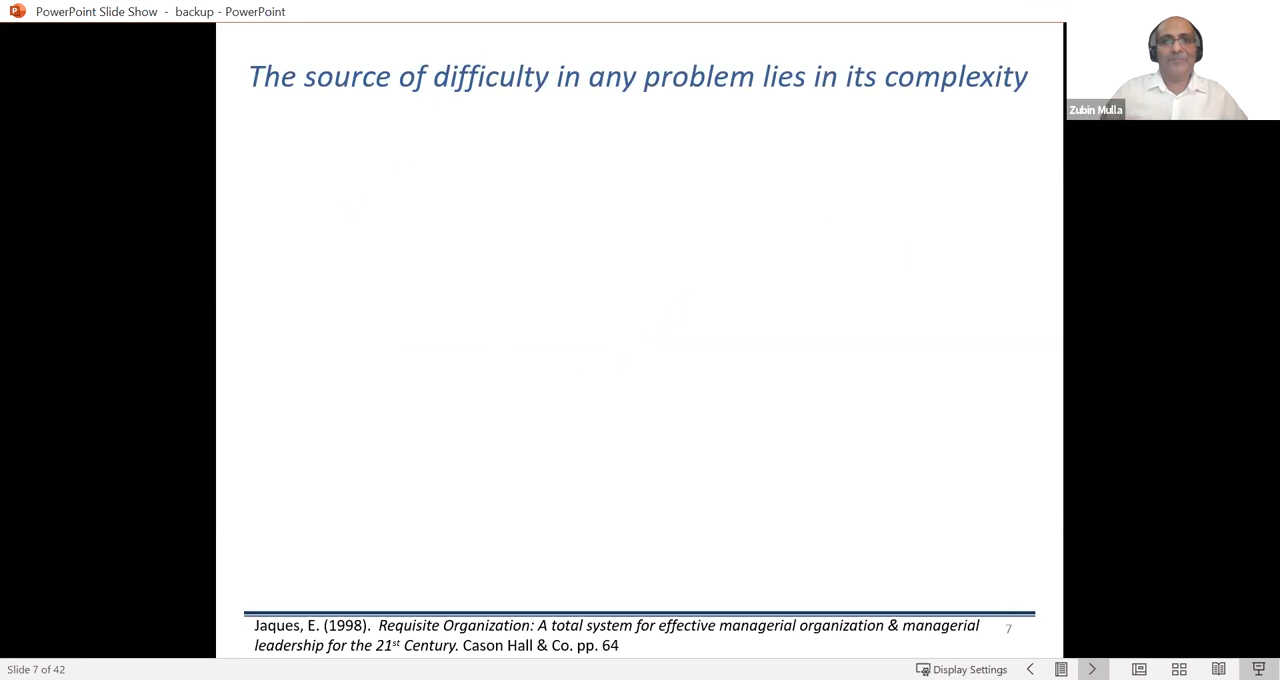 PowerPoint Slide Show - backup - PowerPoint
The source of difficulty in any problem lies in its complexity
Zubin Mulla
Jaques, E. (1998). Requisite Organization: A total system for effective managerial organization & managerial
leadership for the 21st Century. Cason Hall & Co. pp. 64
7
Slide 7 of 42
Display Settings